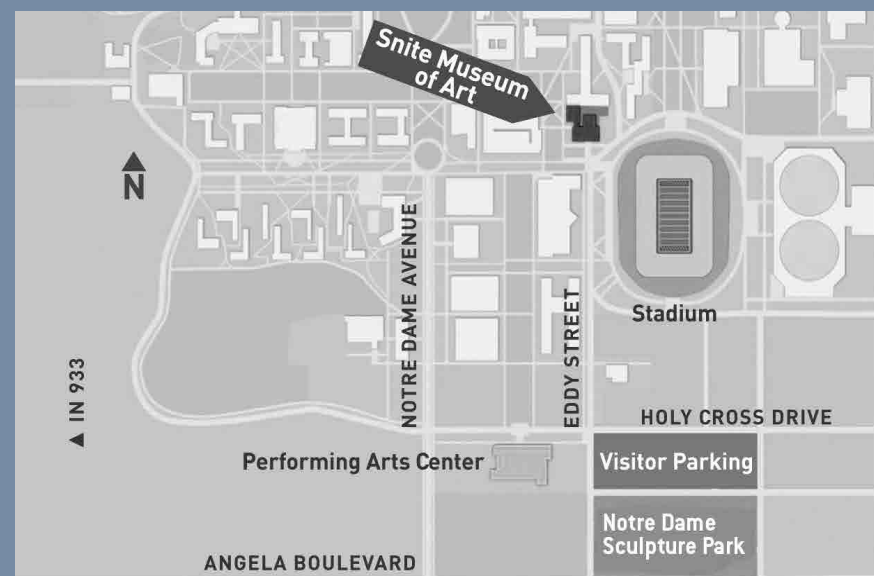 Snite Museum
of Art
N
NOTRE DAME AVENUE
EDDY STREET
Stadium
◀ IN 933
HOLY CROSS DRIVE
Performing Arts Center
Visitor Parking
Notre Dame
Sculpture Park
ANGELA BOULEVARD